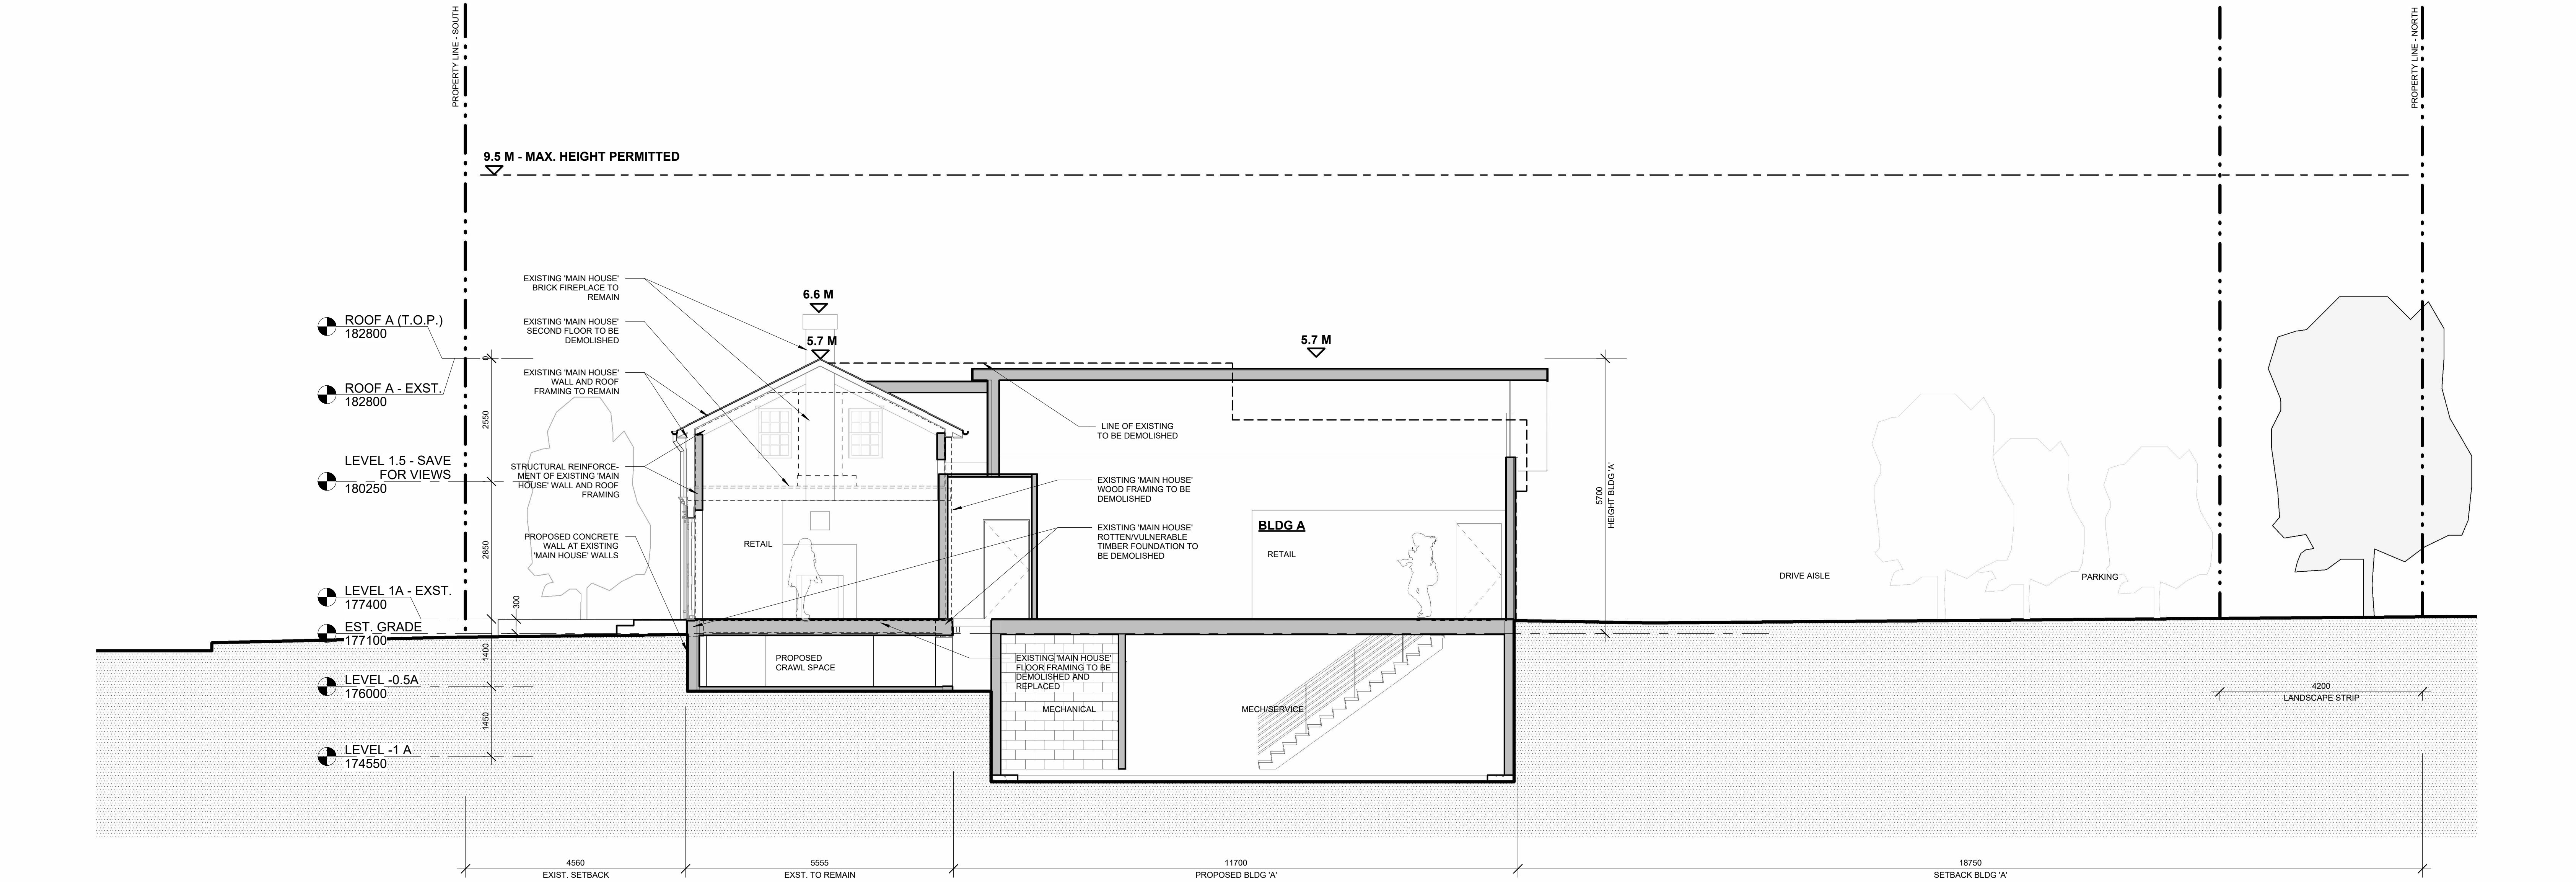 PROPERTY LINE - SOUTH
PROPERTY LINE - NORTH
9.5 M - MAX. HEIGHT PERMITTED
EXISTING 'MAIN HOUSE'
BRICK FIREPLACE TO
REMAIN
6.6 M
EXISTING 'MAIN HOUSE'
SECOND FLOOR TO BE
DEMOLISHED
5.7 M
5.7 M
ROOF A (T.O.P.)
182800
0
EXISTING 'MAIN HOUSE'
WALL AND ROOF
FRAMING TO REMAIN
ROOF A - EXST.
182800
2550
LINE OF EXISTING
TO BE DEMOLISHED
LEVEL 1.5 - SAVE
FOR VIEWS
180250
STRUCTURAL REINFORCE-
MENT OF EXISTING 'MAIN
HOUSE' WALL AND ROOF
FRAMING
EXISTING 'MAIN HOUSE'
WOOD FRAMING TO BE
DEMOLISHED
5700
HEIGHT BLDG 'A'
PROPOSED CONCRETE
WALL AT EXISTING
'MAIN HOUSE' WALLS
RETAIL
EXISTING 'MAIN HOUSE'
ROTTEN/VULNERABLE
TIMBER FOUNDATION TO
BE DEMOLISHED
BLDG A
RETAIL
2850
DRIVE AISLE
PARKING
LEVEL 1A - EXST.
177400
300
EST. GRADE
177100
1400
PROPOSED
CRAWL SPACE
EXISTING 'MAIN HOUSE'
FLOOR FRAMING TO BE
DEMOLISHED AND
REPLACED
LEVEL -0.5A
176000
4200
LANDSCAPE STRIP
MECHANICAL
MECH/SERVICE
1450
LEVEL -1 A
174550
4560
EXIST. SETBACK
5555
EXST. TO REMAIN
11700
PROPOSED BLDG 'A'
18750
SETBACK BLDG 'A'